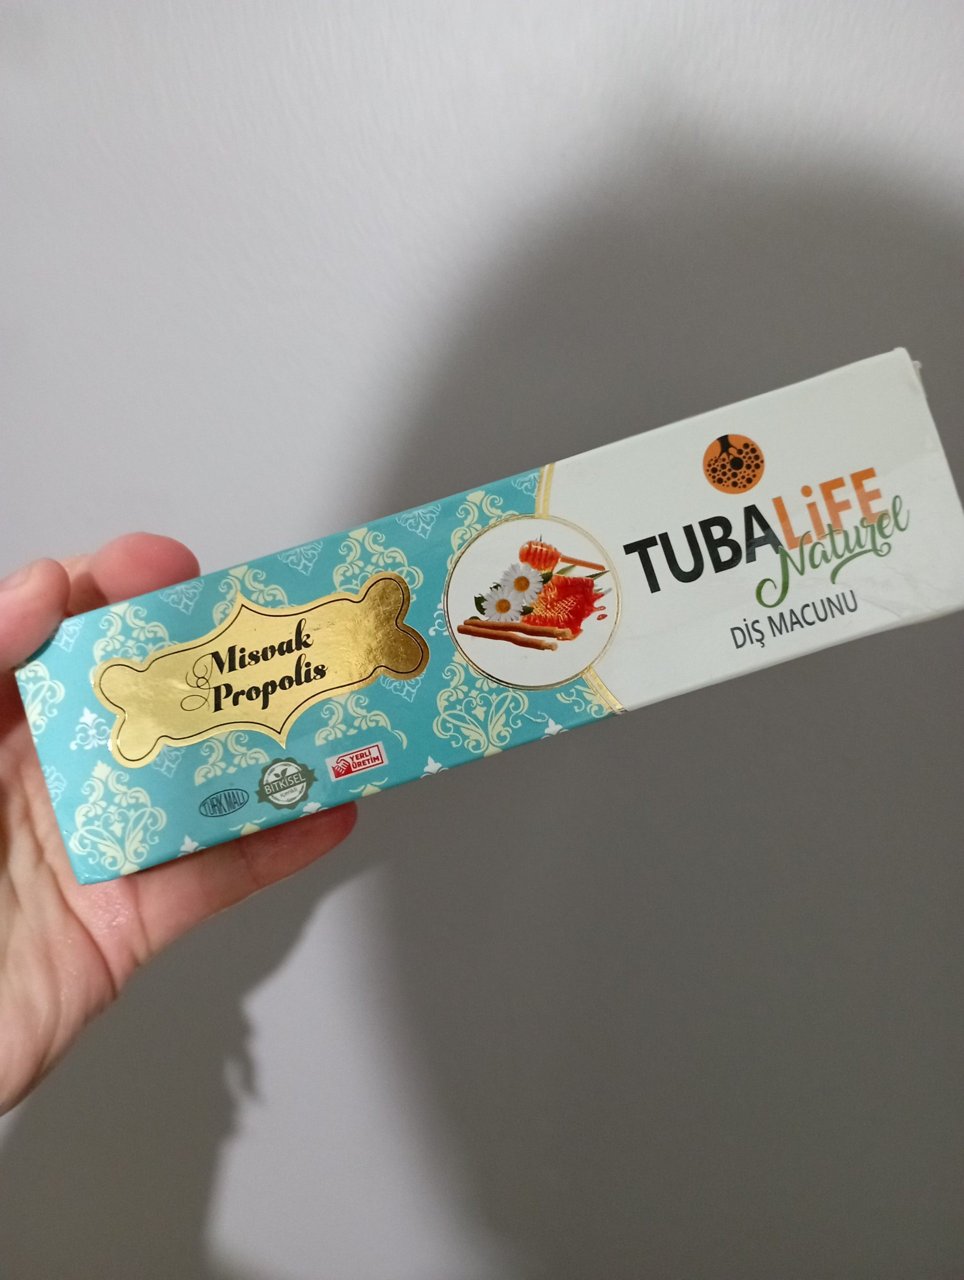 TUBALiFE
Naturel
DİŞ MACUNU
Misvak
Propolis
TÜRK MALI
BİTKİSEL
YERLİ
ÜRETİM